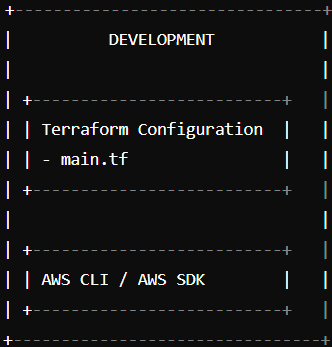 DEVELOPMENT
Terraform Configuration
- main.tf
AWS CLI / AWS SDK